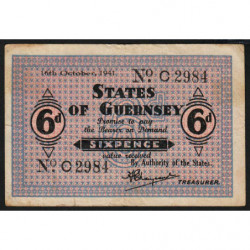 16th October, 1941.
No. C 2984
STATES
OF GUERNSEY
6d
Promise to pay
the Bearer on Demand
6d
SIXPENCE
value received
No. C 2984
By Authority of the States.
TREASURER.